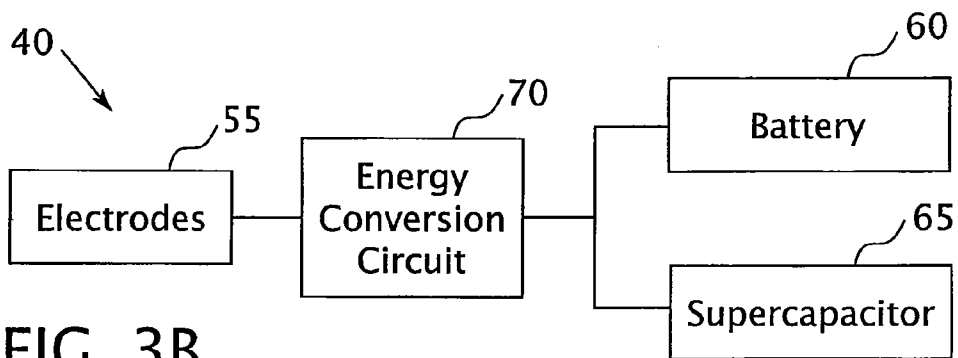 40
55
Electrodes
70
Energy
Conversion
Circuit
60
Battery
65
Supercapacitor
FIG. 3B